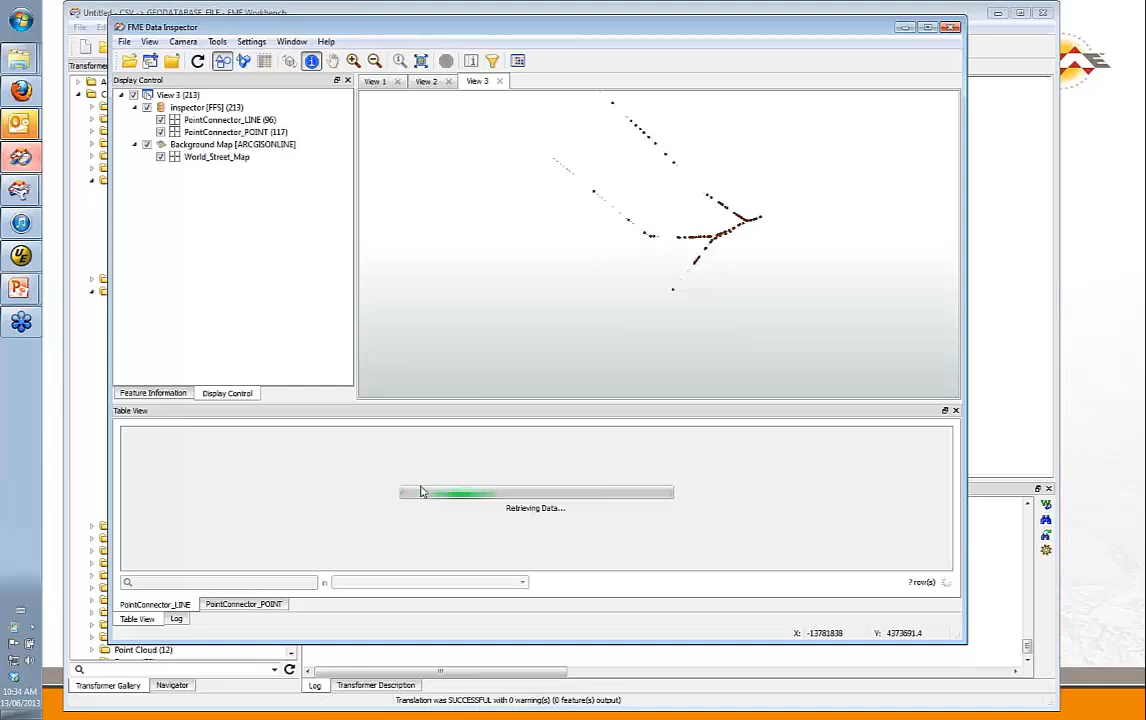 Untitled - CSV -> GEODATABASE_FILE - FME Workbench
FME Data Inspector
File View Camera Tools Settings Window Help
Display Control
View 1
View 2
View 3
View 3 (213)
inspector [FFS] (213)
PointConnector_LINE (96)
PointConnector_POINT (117)
Background Map [ARCGISONLINE]
World_Street_Map
Feature Information
Display Control
Table View
Retrieving Data...
in
? row(s)
PointConnector_LINE
PointConnector_POINT
Table View
Log
X: -13781838 Y: 4373691.4
Point Cloud (12)
Transformer Gallery
Navigator
Log
Transformer Description
Translation was SUCCESSFUL with 0 warning(s) (0 feature(s) output)
10:34 AM
13/06/2013